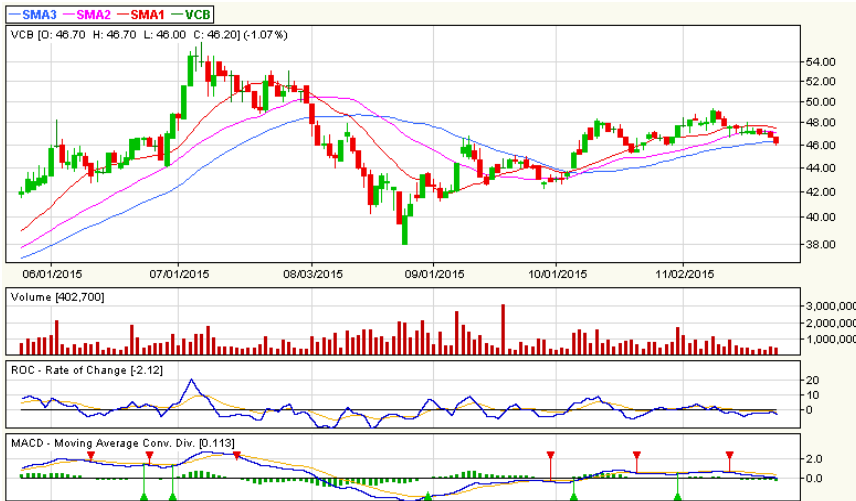 SMA3 SMA2 SMA1 VCB
VCB [O: 46.70 H: 46.70 L: 46.00 C: 46.20] (-1.07%)
54.00
52.00
50.00
48.00
46.00
44.00
42.00
40.00
38.00
06/01/2015 07/01/2015 08/03/2015 09/01/2015 10/01/2015 11/02/2015
Volume [402,700]
3,000,000
2,000,000
1,000,000
ROC - Rate of Change [-2.12]
20
10
0
MACD - Moving Average Conv. Div. [0.113]
2.0
0.0